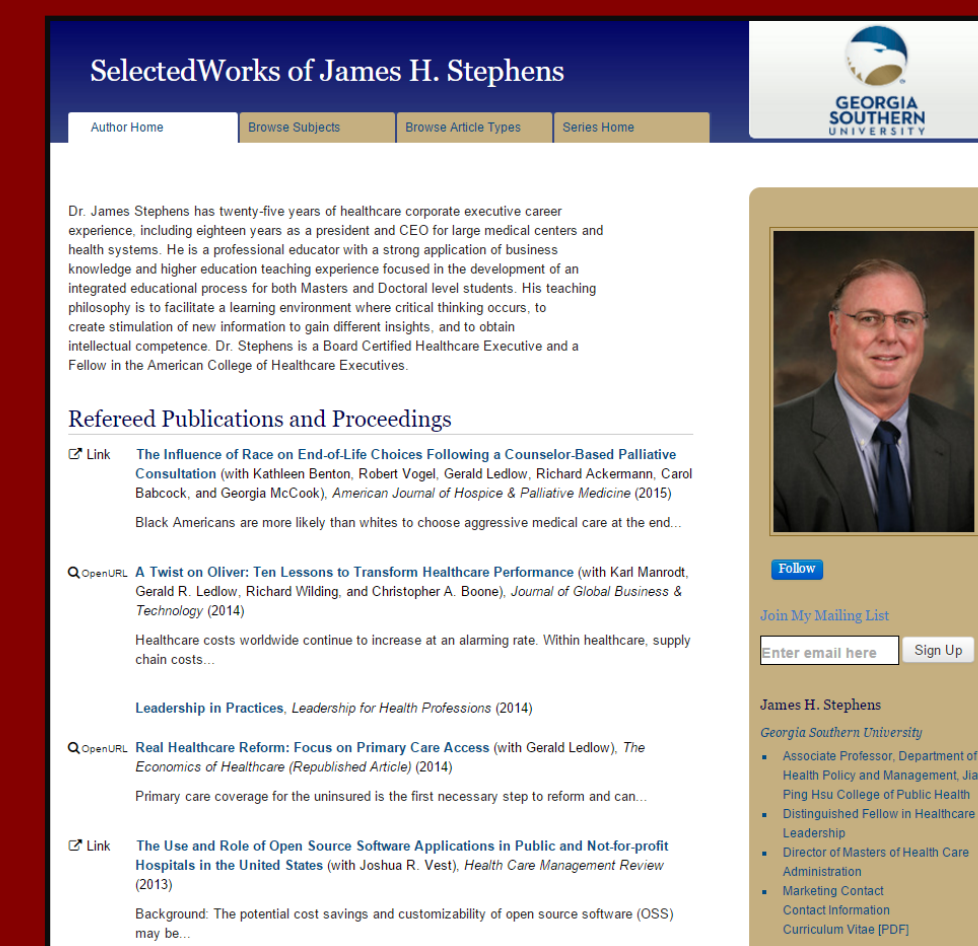 SelectedWorks of James H. Stephens
GEORGIA
SOUTHERN
UNIVERSITY
Author Home
Browse Subjects
Browse Article Types
Series Home
Dr. James Stephens has twenty-five years of healthcare corporate executive career
experience, including eighteen years as a president and CEO for large medical centers and
health systems. He is a professional educator with a strong application of business
knowledge and higher education teaching experience focused in the development of an
integrated educational process for both Masters and Doctoral level students. His teaching
philosophy is to facilitate a learning environment where critical thinking occurs, to
create stimulation of new information to gain different insights, and to obtain
intellectual competence. Dr. Stephens is a Board Certified Healthcare Executive and a
Fellow in the American College of Healthcare Executives.
Refereed Publications and Proceedings
Link The Influence of Race on End-of-Life Choices Following a Counselor-Based Palliative
Consultation (with Kathleen Benton, Robert Vogel, Gerald Ledlow, Richard Ackermann, Carol
Babcock, and Georgia McCook), American Journal of Hospice & Palliative Medicine (2015)
Black Americans are more likely than whites to choose aggressive medical care at the end...
OpenURL A Twist on Oliver: Ten Lessons to Transform Healthcare Performance (with Karl Manrodt,
Gerald R. Ledlow, Richard Wilding, and Christopher A. Boone), Journal of Global Business &
Technology (2014)
Healthcare costs worldwide continue to increase at an alarming rate. Within healthcare, supply
chain costs...
Leadership in Practices, Leadership for Health Professions (2014)
OpenURL Real Healthcare Reform: Focus on Primary Care Access (with Gerald Ledlow), The
Economics of Healthcare (Republished Article) (2014)
Primary care coverage for the uninsured is the first necessary step to reform and can...
Link The Use and Role of Open Source Software Applications in Public and Not-for-profit
Hospitals in the United States (with Joshua R. Vest), Health Care Management Review
(2013)
Background: The potential cost savings and customizability of open source software (OSS)
may be...
Follow
Join My Mailing List
Enter email here
Sign Up
James H. Stephens
Georgia Southern University
Associate Professor, Department of
Health Policy and Management, Jia
Ping Hsu College of Public Health
Distinguished Fellow in Healthcare
Leadership
Director of Masters of Health Care
Administration
Marketing Contact
Contact Information
Curriculum Vitae [PDF]